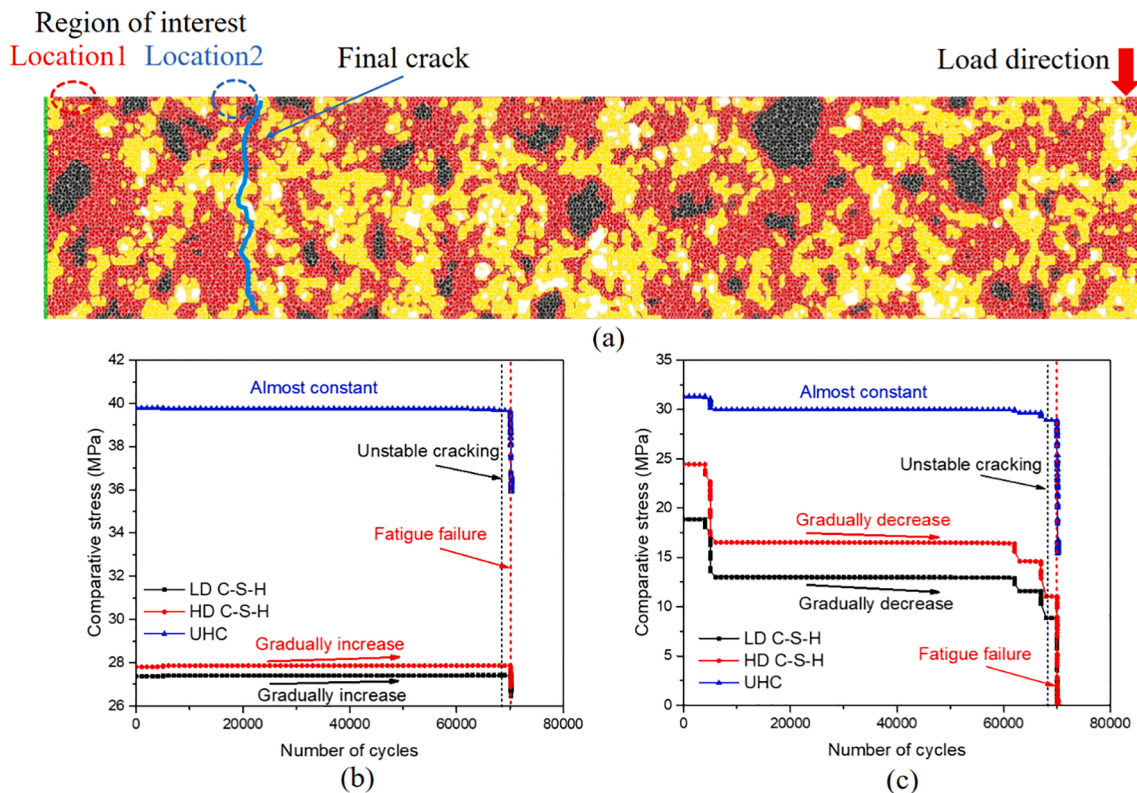 Region of interest
Location1 Location2 Final crack Load direction
(a)
42
40
38
36
34
32
30
28
26
Comparative stress (MPa)
Almost constant
Unstable cracking
Fatigue failure
LD C-S-H
HD C-S-H
UHC
Gradually increase
Gradually increase
0 20000 40000 60000 80000
Number of cycles
(b)
35
30
25
20
15
10
5
0
Comparative stress (MPa)
Almost constant
Unstable cracking
Gradually decrease
Gradually decrease
LD C-S-H
HD C-S-H
UHC
Fatigue failure
0 20000 40000 60000 80000
Number of cycles
(c)